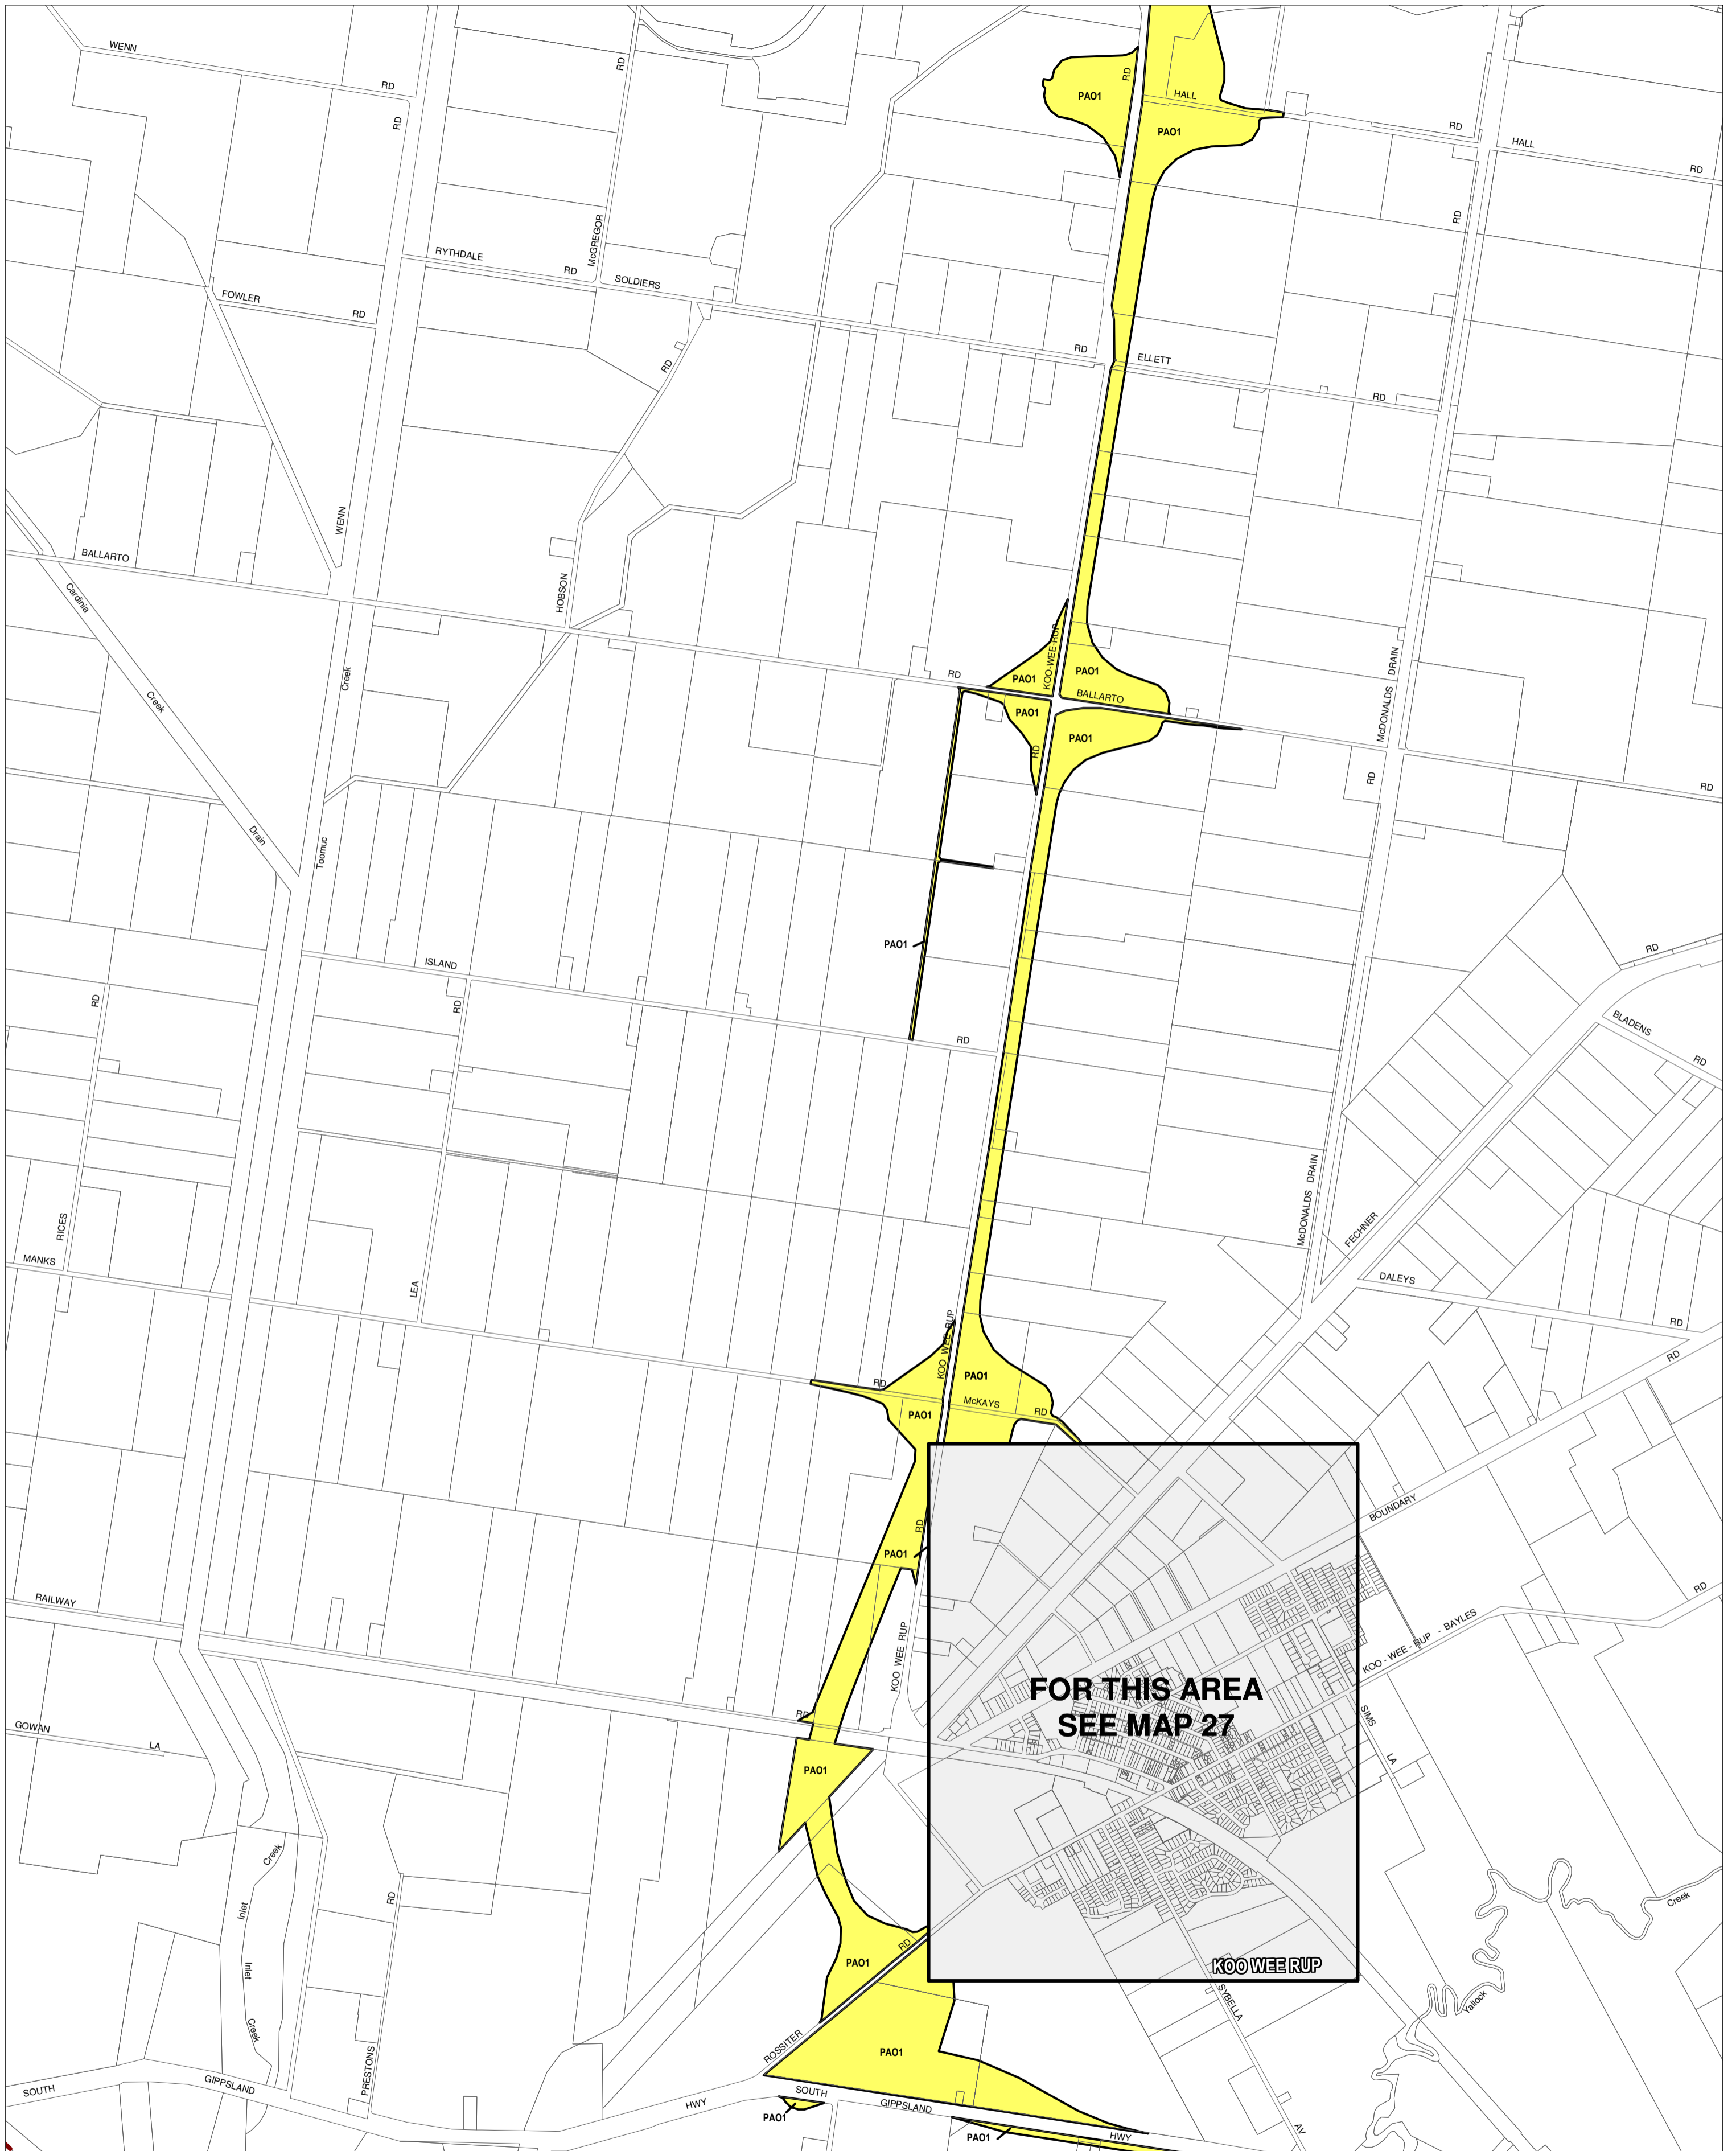 WENN
RD
RD
RD
PAO1
RD
HALL
PAO1
RD
HALL
RD
RD
McGREGOR
RYTHDALE
RD
SOLDIERS
FOWLER
RD
RD
RD
ELLETT
RD
WENN
BALLARTO
Cardinia
Creek
HOBSON
Creek
RD
KOO-WEE-RUP
PAO1
PAO1
BALLARTO
PAO1
PAO1
RD
McDONALDS DRAIN
RD
RD
Drain
Toomuc
PAO1
ISLAND
RD
RD
RD
RD
BLADENS
RD
RICES
MANKS
LEA
McDONALDS DRAIN
FECHNER
DALEYS
RD
RD
KOO WEE RUP
RD
PAO1
McKAYS
RD
PAO1
BOUNDARY
RD
PAO1
RAILWAY
RD
KOO WEE RUP
KOO - WEE - RUP - BAYLES
RD
FOR THIS AREA
SEE MAP 27
SIMS
LA
GOWAN
LA
PAO1
Creek
Inlet
Inlet
Creek
RD
RD
PAO1
KOO WEE RUP
SYBELLA
Yallock
Creek
ROSSITER
PAO1
PRESTONS
SOUTH
GIPPSLAND
HWY
SOUTH
GIPPSLAND
HWY
PAO1
PAO1
AV